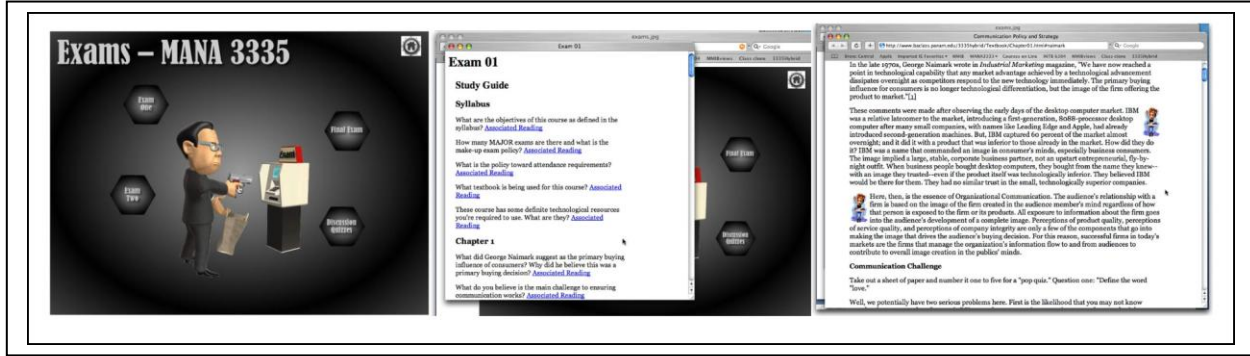 Exams – MANA 3335
Exam
One
Final Exam
Exam
Two
Discussion
Quizzes
exams.jpg
Exam 01
Google
Exam 01
Study Guide
Syllabus
What are the objectives of this course as defined in the
syllabus? Associated Reading
How many MAJOR exams are there and what is the
make-up exam policy? Associated Reading
What is the policy toward attendance requirements?
Associated Reading
What textbook is being used for this course? Associated
Reading
These course has some definite technological resources
you're required to use. What are they? Associated
Reading
Chapter 1
What did George Naimark suggest as the primary buying
influence of consumers? Why did he believe this was a
primary buying decision? Associated Reading
What do you believe is the main challenge to ensuring
communication works? Associated Reading
Final Exam
Discussion
Quizzes
exams.jpg
Communication Policy and Strategy
Google
In the late 1970s, George Naimark wrote in Industrial Marketing magazine, "We have now reached a
point in technological capability that any market advantage achieved by a technological advancement
dissipates overnight as competitors respond to the new technology immediately. The primary buying
influence for consumers is no longer technological differentiation, but the image of the firm offering the
product to market."[1]
These comments were made after observing the early days of the desktop computer market. IBM
was a relative latecomer to the market, introducing a first-generation, 8088-processor desktop
computer after many small companies, with names like Leading Edge and Apple, had already
introduced second-generation machines. But, IBM captured 60 percent of the market almost
overnight; and it did it with a product that was inferior to those already in the market. How did they do
it? IBM was a name that commanded an image in consumer's minds, especially business consumers.
The image implied a large, stable, corporate business partner, not an upstart entrepreneurial, fly-by-
night outfit. When business people bought desktop computers, they bought from the name they knew--
with an image they trusted--even if the product itself was technologically inferior. They believed IBM
would be there for them. They had no similar trust in the small, technologically superior companies.
Here, then, is the essence of Organizational Communication. The audience's relationship with a
firm is based on the image of the firm created in the audience member's mind regardless of how
that person is exposed to the firm or its products. All exposure to information about the firm goes
into the audience's development of a complete image. Perceptions of product quality, perceptions
of service quality, and perceptions of company integrity are only a few of the components that go into
making the image that drives the audience's buying decision. For this reason, successful firms in today's
markets are the firms that manage the organization's information flow to and from audiences to
contribute to overall image creation in the publics' minds.
Communication Challenge
Take out a sheet of paper and number it one to five for a "pop quiz." Question one: "Define the word
"love."
Well, we potentially have two serious problems here. First is the likelihood that you may not know